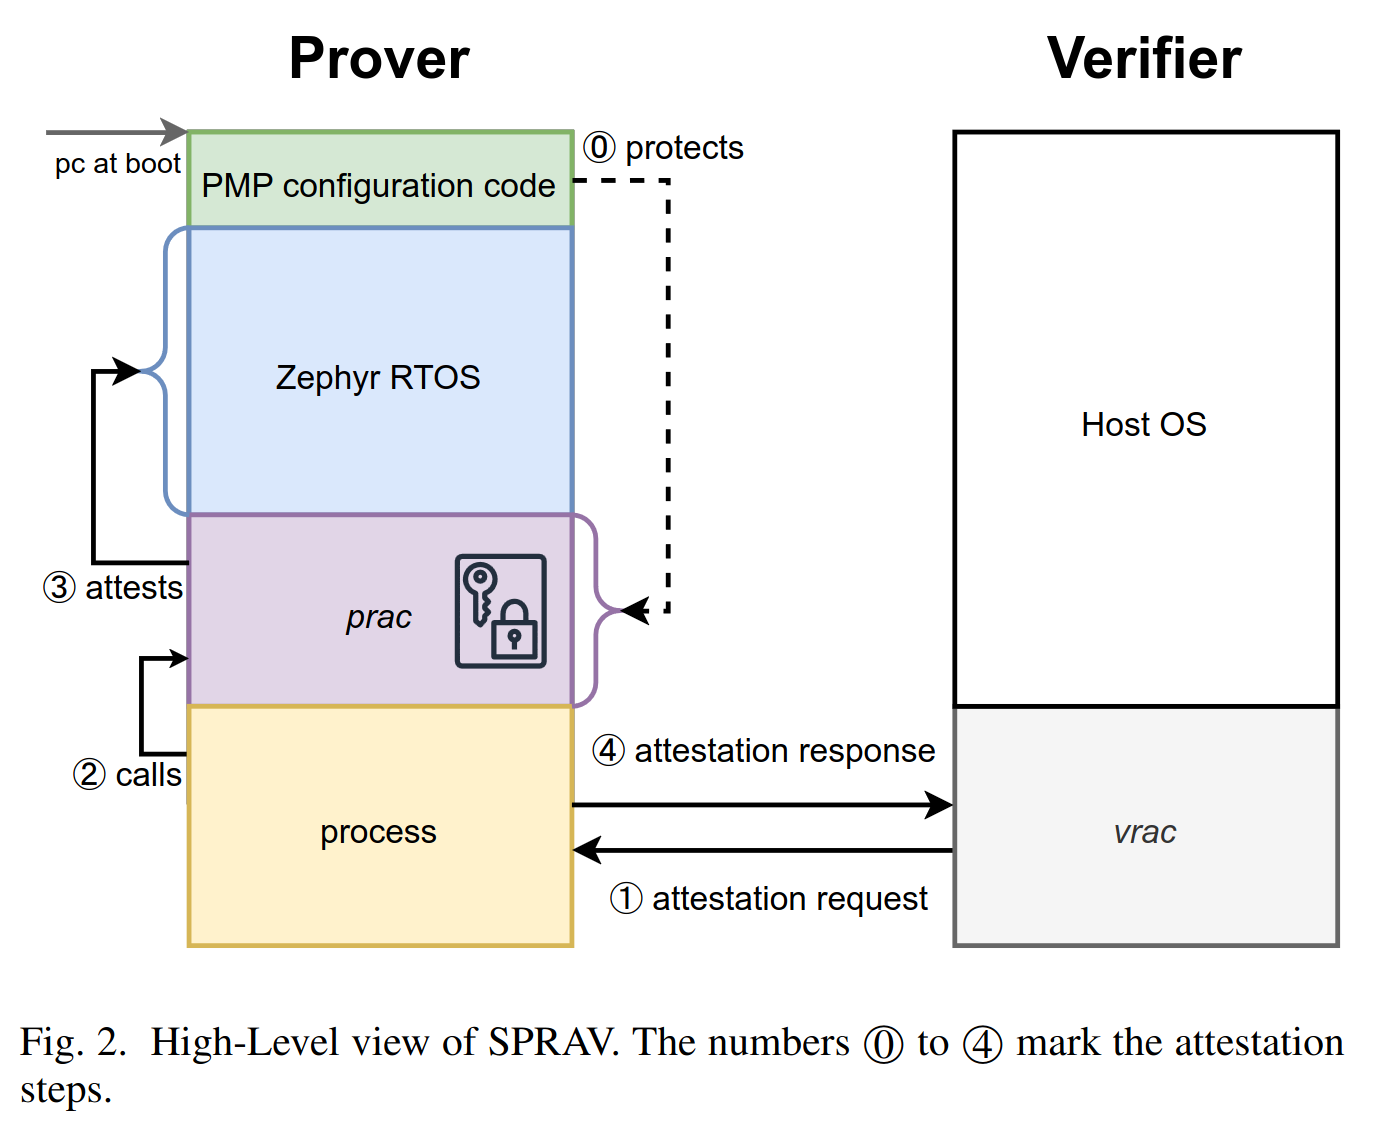 Prover
Verifier
pc at boot
PMP configuration code
⓪ protects
Zephyr RTOS
Host OS
③ attests
prac
② calls
④ attestation response
process
vrac
① attestation request
Fig. 2. High-Level view of SPRAV. The numbers ⓪ to ④ mark the attestation
steps.